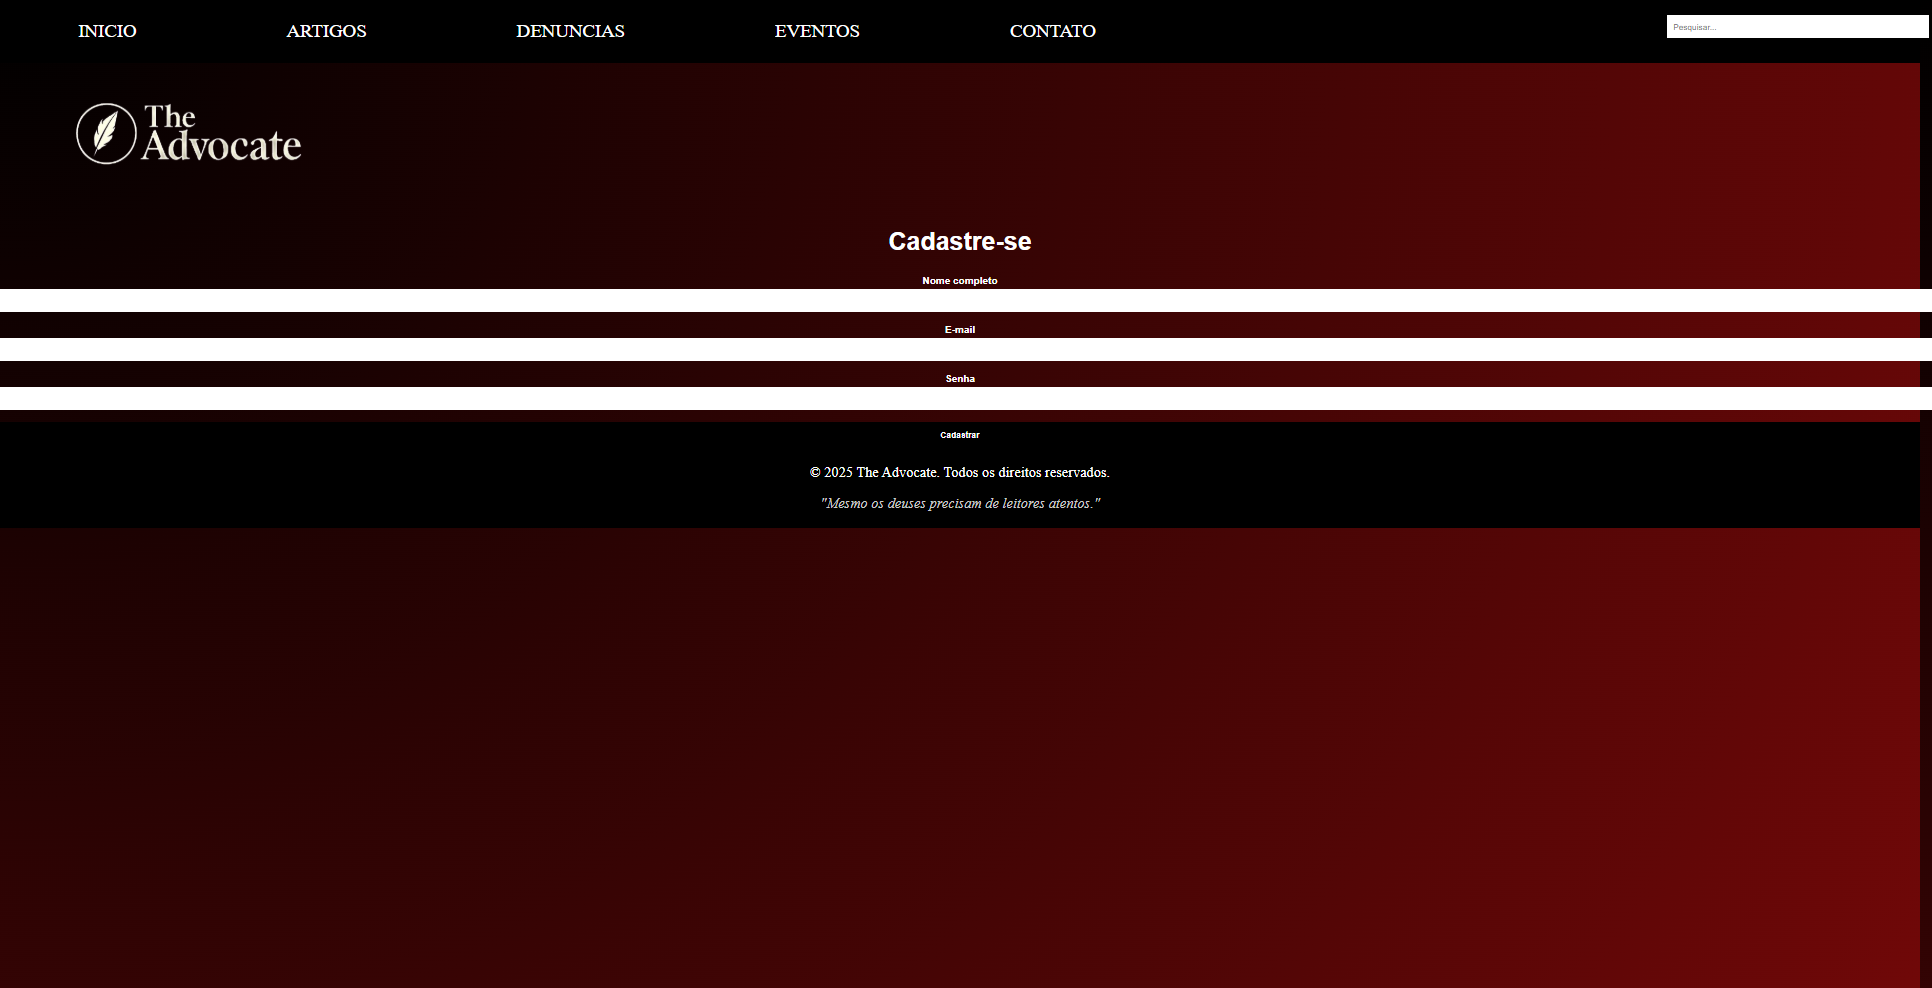 INICIO ARTIGOS DENUNCIAS EVENTOS CONTATO Pesquisar...
The
Advocate
Cadastre-se
Nome completo
E-mail
Senha
Cadastrar
© 2025 The Advocate. Todos os direitos reservados.
"Mesmo os deuses precisam de leitores atentos."